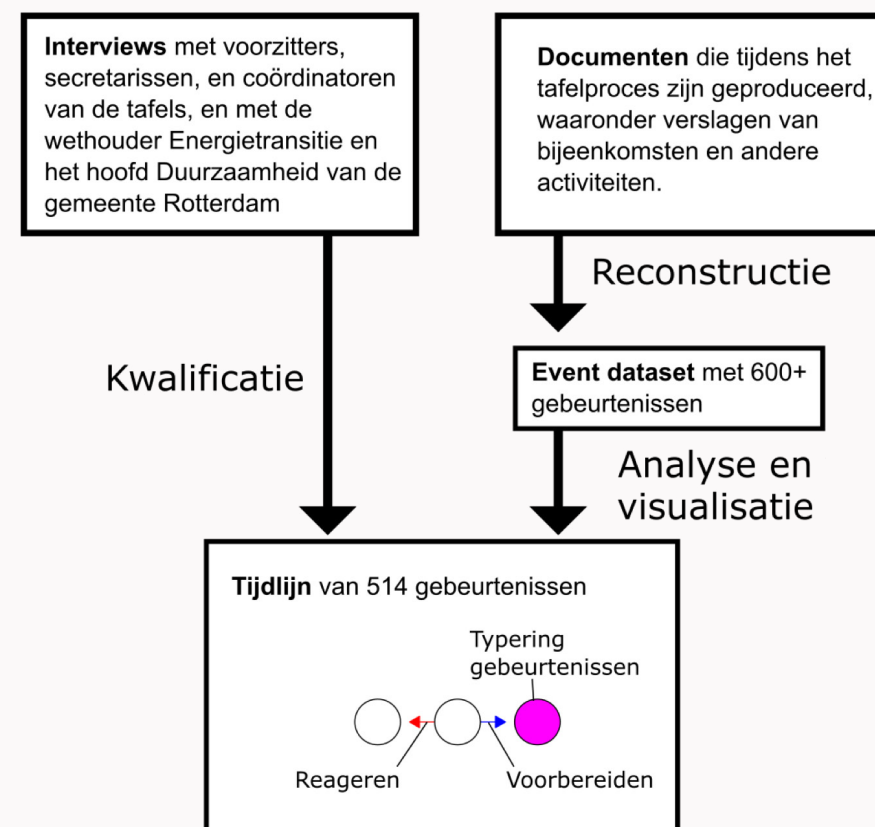 Interviews met voorzitters,
secretarissen, en coördinatoren
van de tafels, en met de
wethouder Energietransitie en
het hoofd Duurzaamheid van de
gemeente Rotterdam
Documenten die tijdens het
tafelproces zijn geproduceerd,
waaronder verslagen van
bijeenkomsten en andere
activiteiten.
Reconstructie
Kwalificatie
Event dataset met 600+
gebeurtenissen
Analyse en
visualisatie
Tijdlijn van 514 gebeurtenissen
Typering
gebeurtenissen
Reageren
Voorbereiden